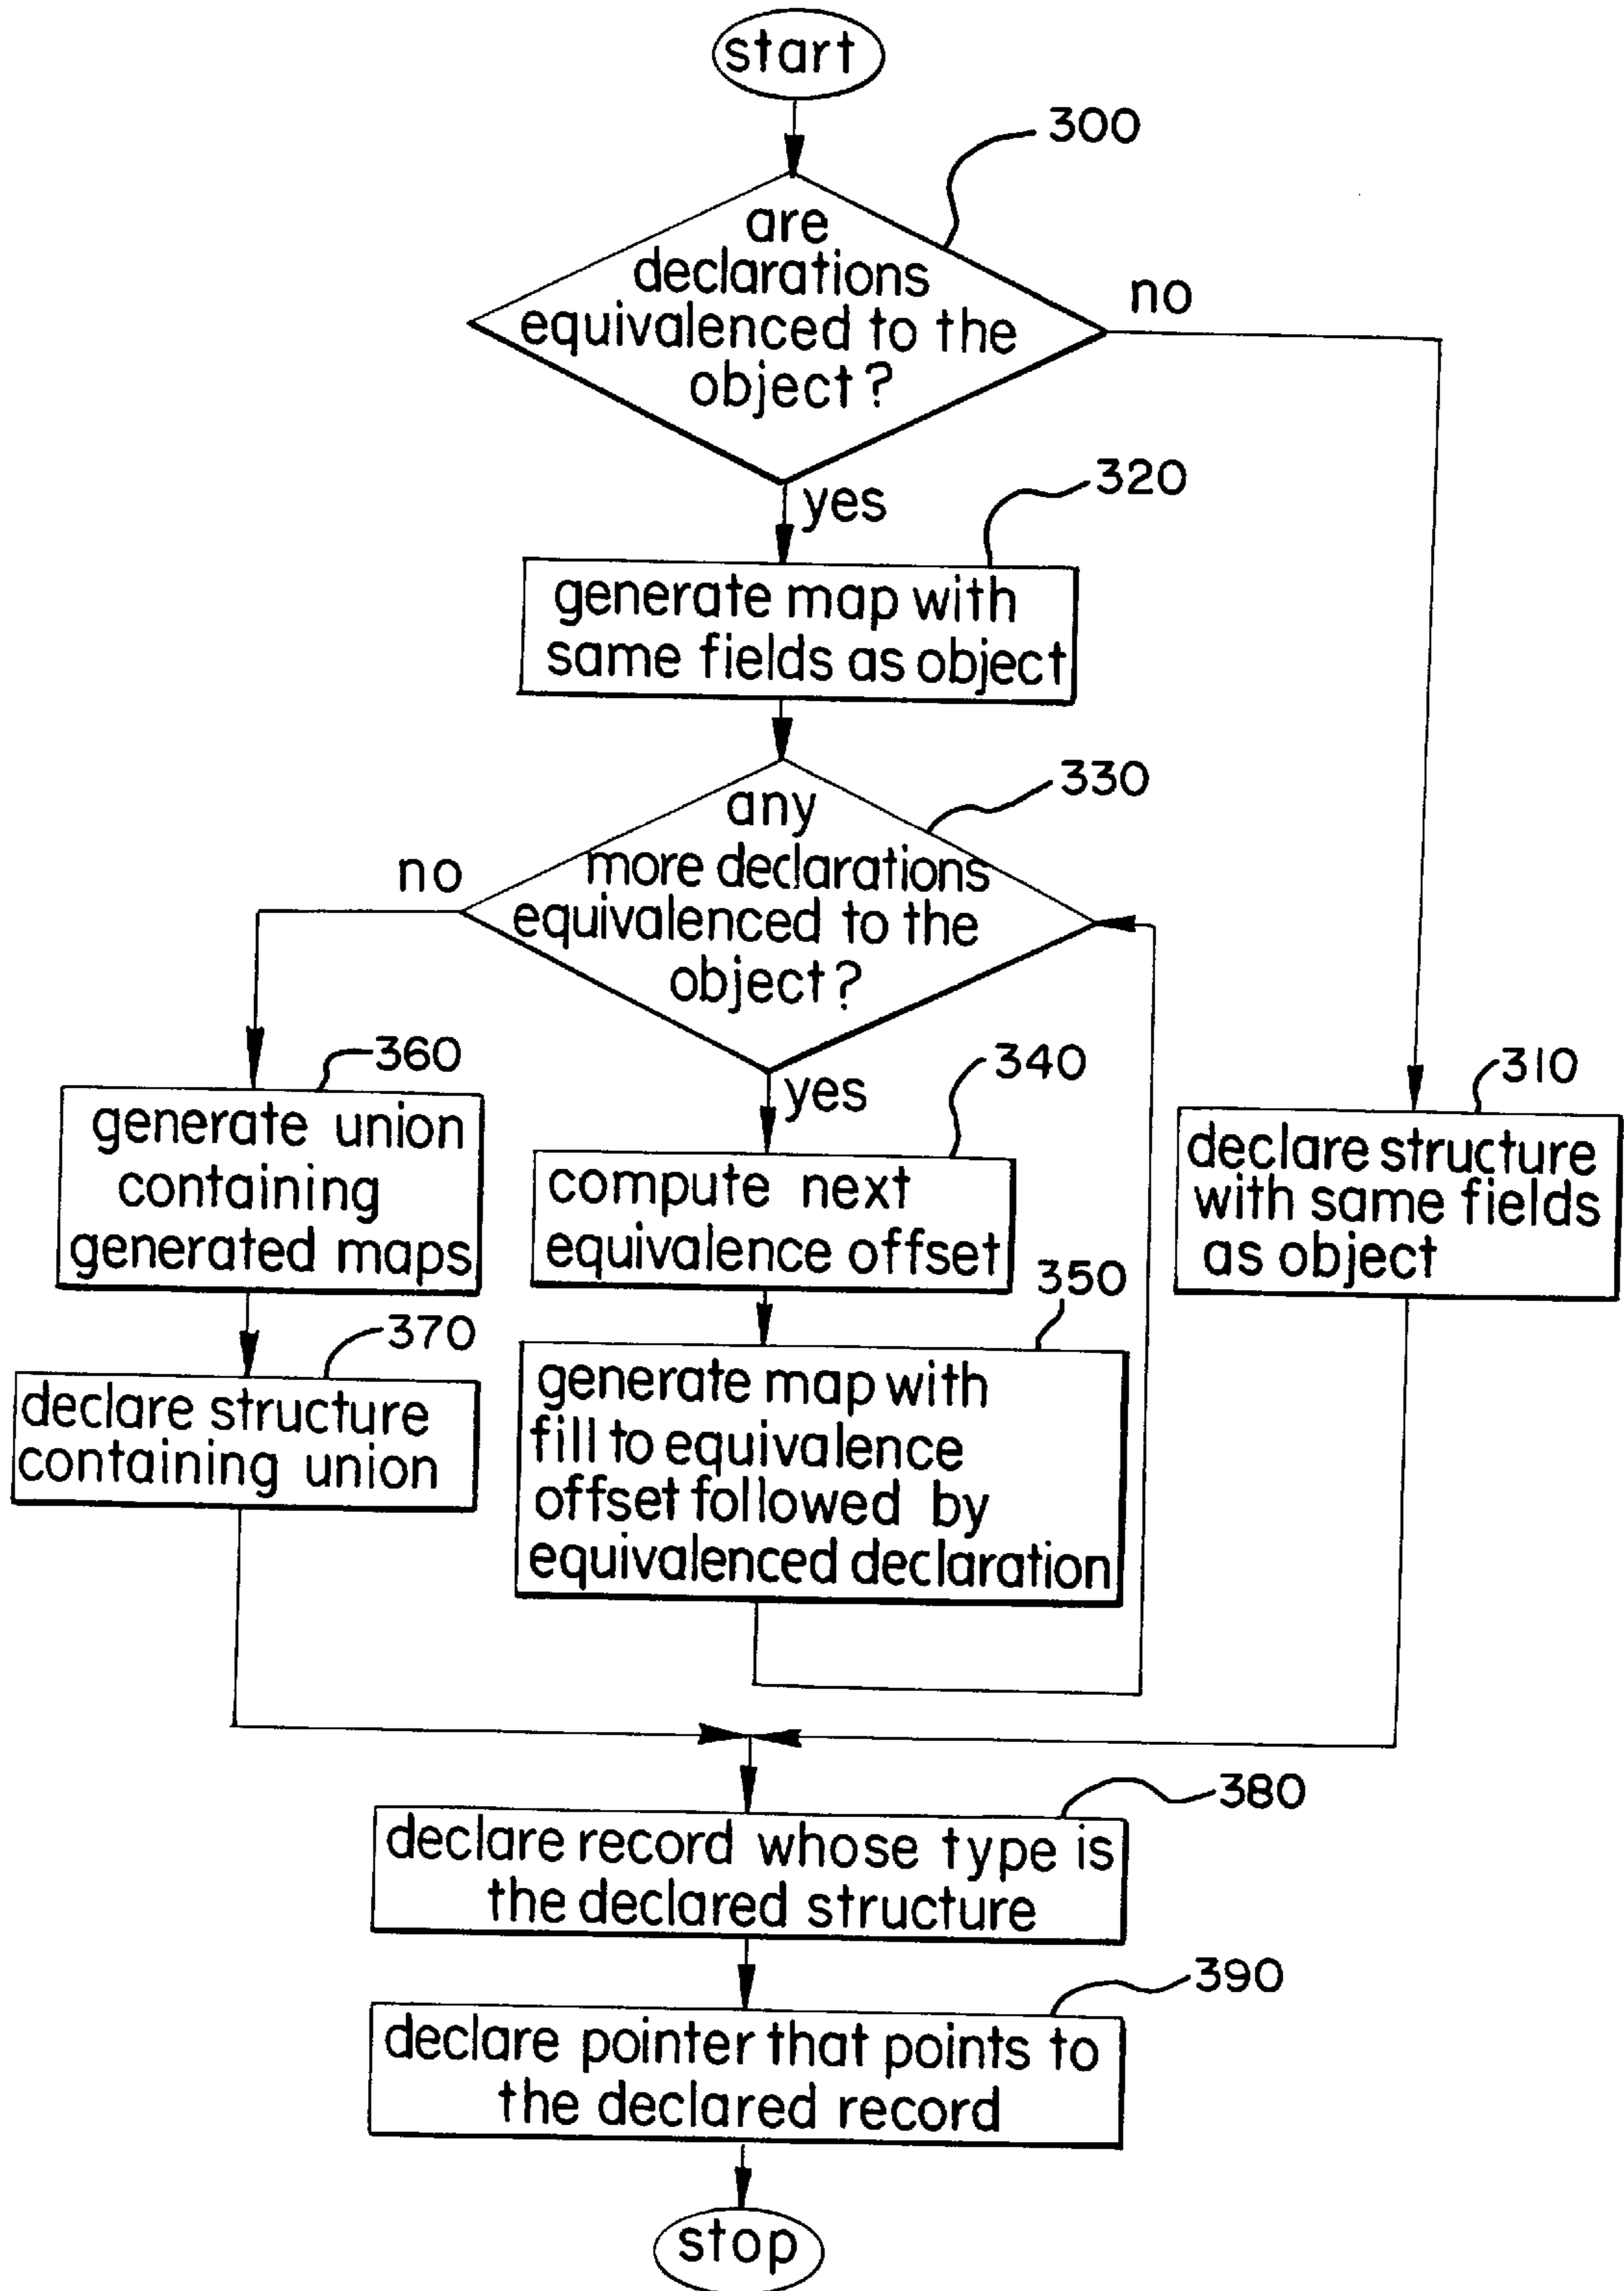 start
300
are
declarations
equivalenced to the
object?
no
yes
320
generate map with
same fields as object
330
any
more declarations
equivalenced to the
object?
no
yes
360
generate union
containing
generated maps
340
compute next
equivalence offset
310
declare structure
with same fields
as object
370
declare structure
containing union
350
generate map with
fill to equivalence
offset followed by
equivalenced declaration
380
declare record whose type is
the declared structure
390
declare pointer that points to
the declared record
stop